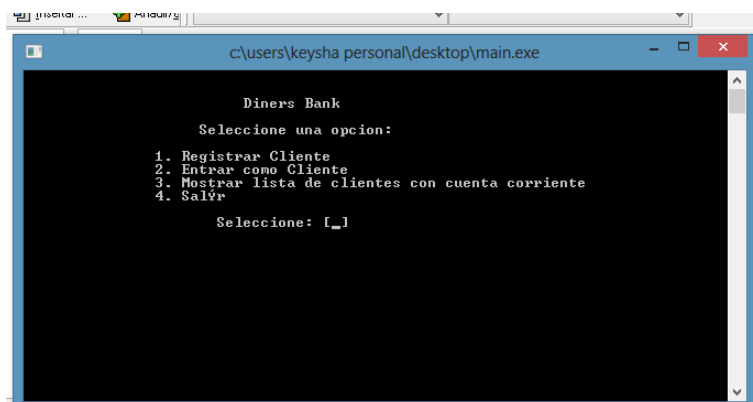 Insertar ...
c:\users\keysha personal\desktop\main.exe
Diners Bank
Seleccione una opcion:
1. Registrar Cliente
2. Entrar como Cliente
3. Mostrar lista de clientes con cuenta corriente
4. Salýr
Seleccione: [_]